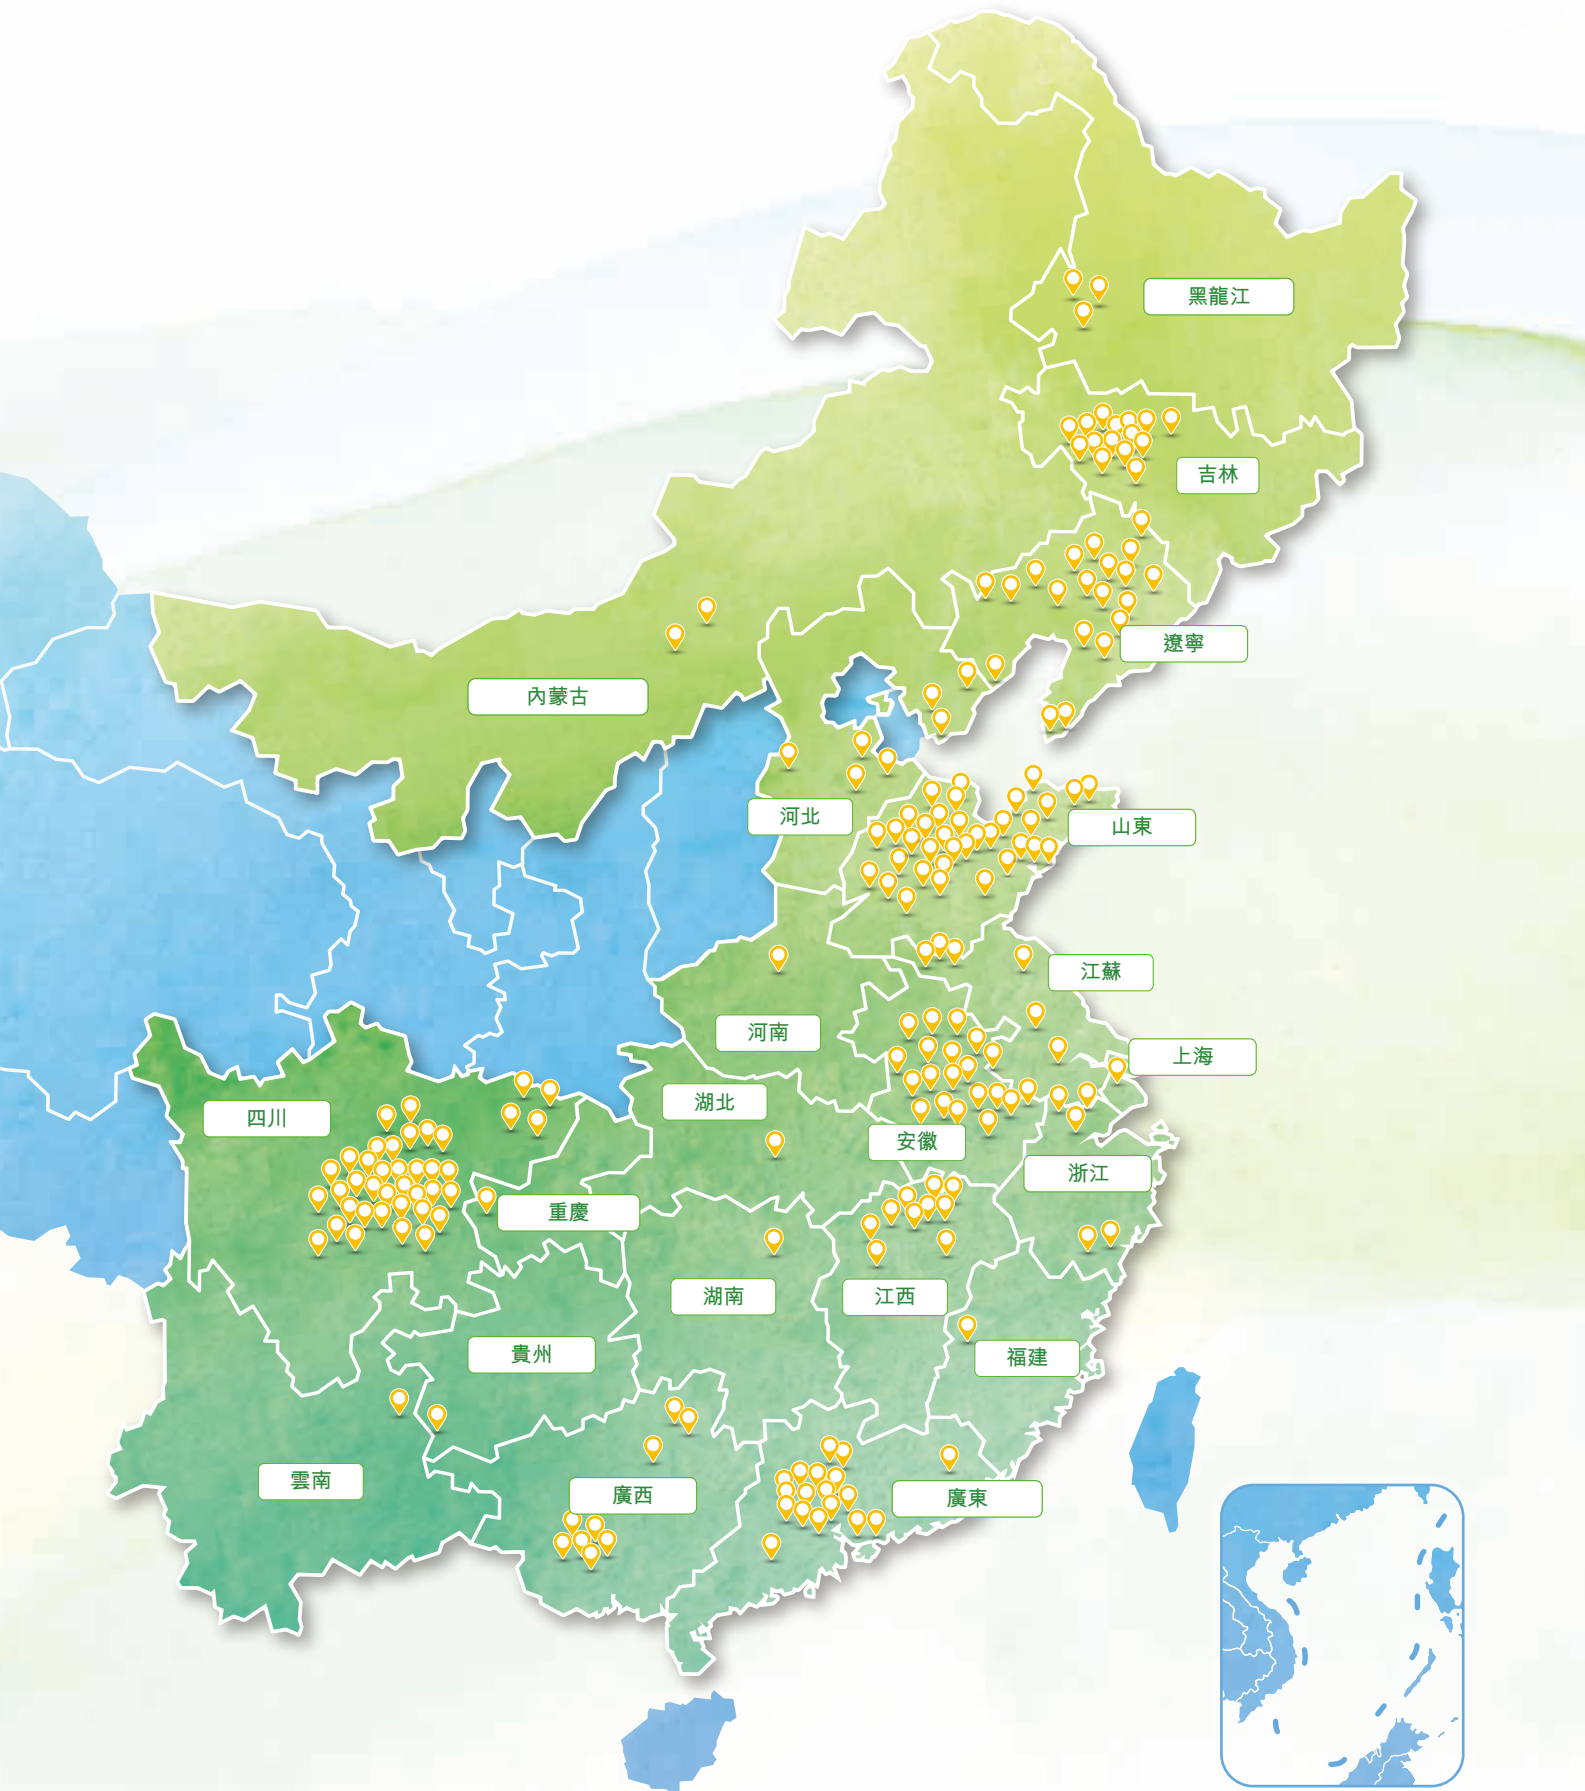 黑龍江
吉林
遼寧
內蒙古
河北
山東
江蘇
河南
上海
湖北
四川
安徽
浙江
重慶
湖南
江西
貴州
福建
雲南
廣西
廣東